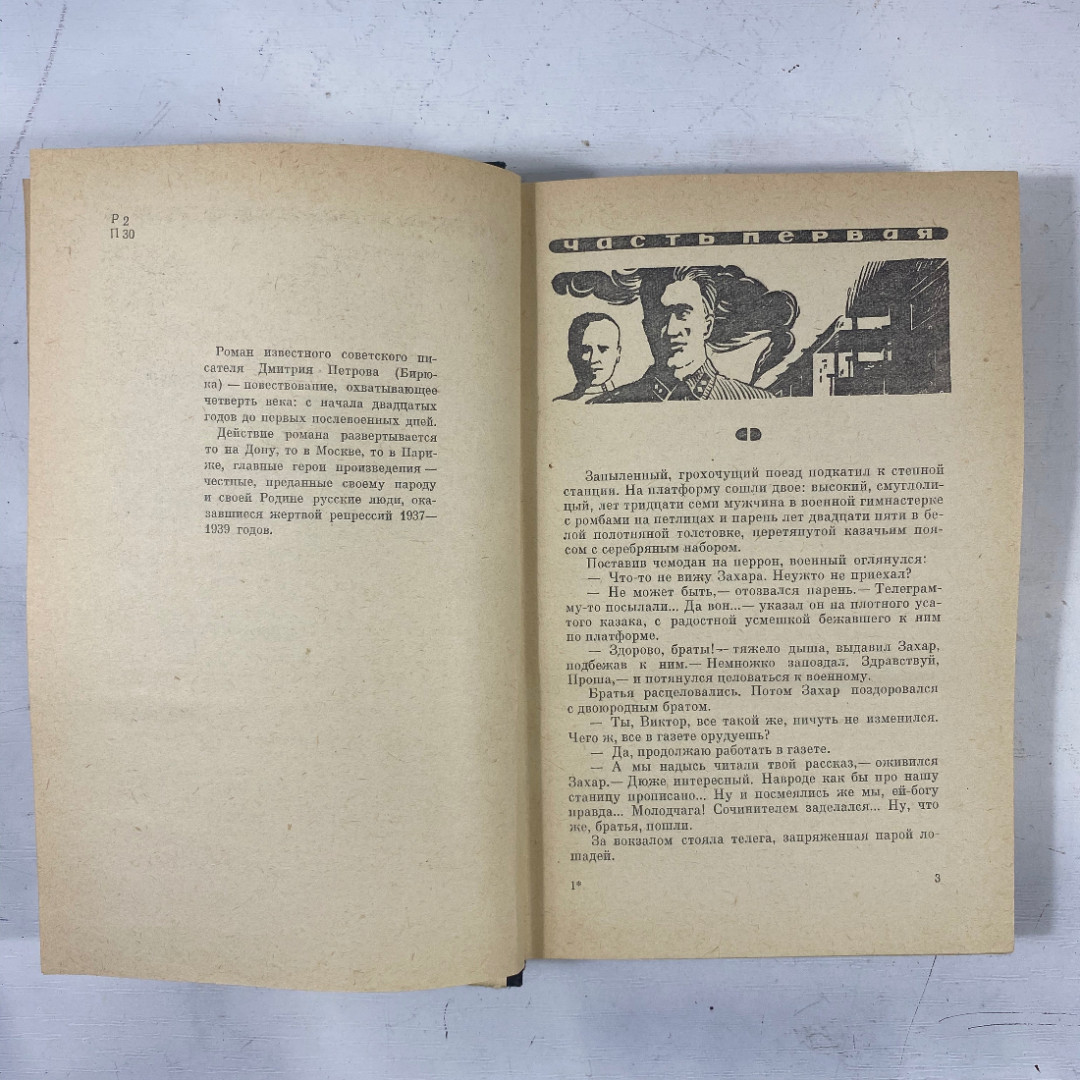 Р 2
П 30
Роман известного советского пи-
сателя Дмитрия Петрова (Бирю-
ка) — повествование, охватывающее
четверть века: с начала двадцатых
годов до первых послевоенных дней.
Действие романа развертывается
то на Дону, то в Москве, то в Пари-
же, главные герои произведения —
честные, преданные своему народу
и своей Родине русские люди, ока-
завшиеся жертвой репрессий 1937—
1939 годов.
часть первая
1
Запыленный, грохочущий поезд подкатил к степной
станции. На платформу сошли двое: высокий, смуглоли-
цый, лет тридцати семи мужчина в военной гимнастерке
с ромбами на петлицах и парень лет двадцати пяти в бе-
лой полотняной толстовке, перетянутой казачьим поя-
сом с серебряным набором.
Поставив чемодан на перрон, военный оглянулся:
— Что-то не вижу Захара. Неужто не приехал?
— Не может быть,— отозвался парень.— Телеграм-
му-то посылали... Да вон...— указал он на плотного уса-
того казака, с радостной усмешкой бежавшего к ним
по платформе.
— Здорово, браты!— тяжело дыша, выдавил Захар,
подбежав к ним.— Немножко запоздал. Здравствуй,
Проша,— и потянулся целоваться к военному.
Братья расцеловались. Потом Захар поздоровался
с двоюродным братом.
— Ты, Виктор, все такой же, ничуть не изменился.
Чего ж, все в газете орудуешь?
— Да, продолжаю работать в газете.
— А мы надысь читали твой рассказ,— оживился
Захар.— Дюже интересный. Навроде как бы про нашу
станицу прописано... Ну и посмеялись же мы, ей-богу
правда... Молодчага! Сочинителем заделался... Ну, что
же, братья, пошли.
За вокзалом стояла телега, запряженная парой ло-
шадей.
1*
3